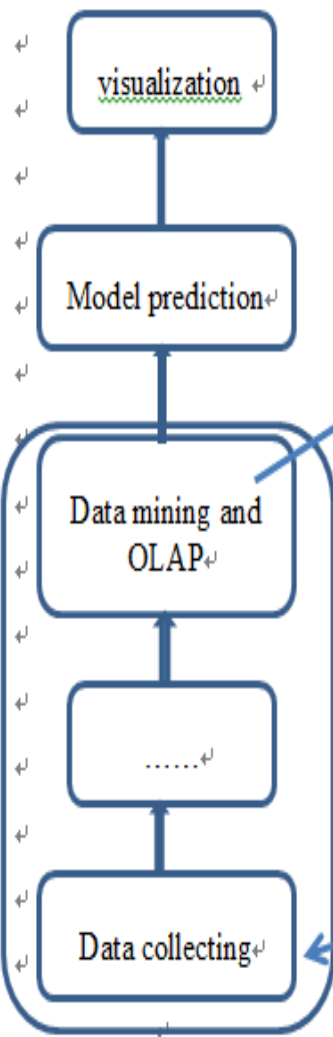 visualization
Model prediction
Data mining and
OLAP
......
Data collecting